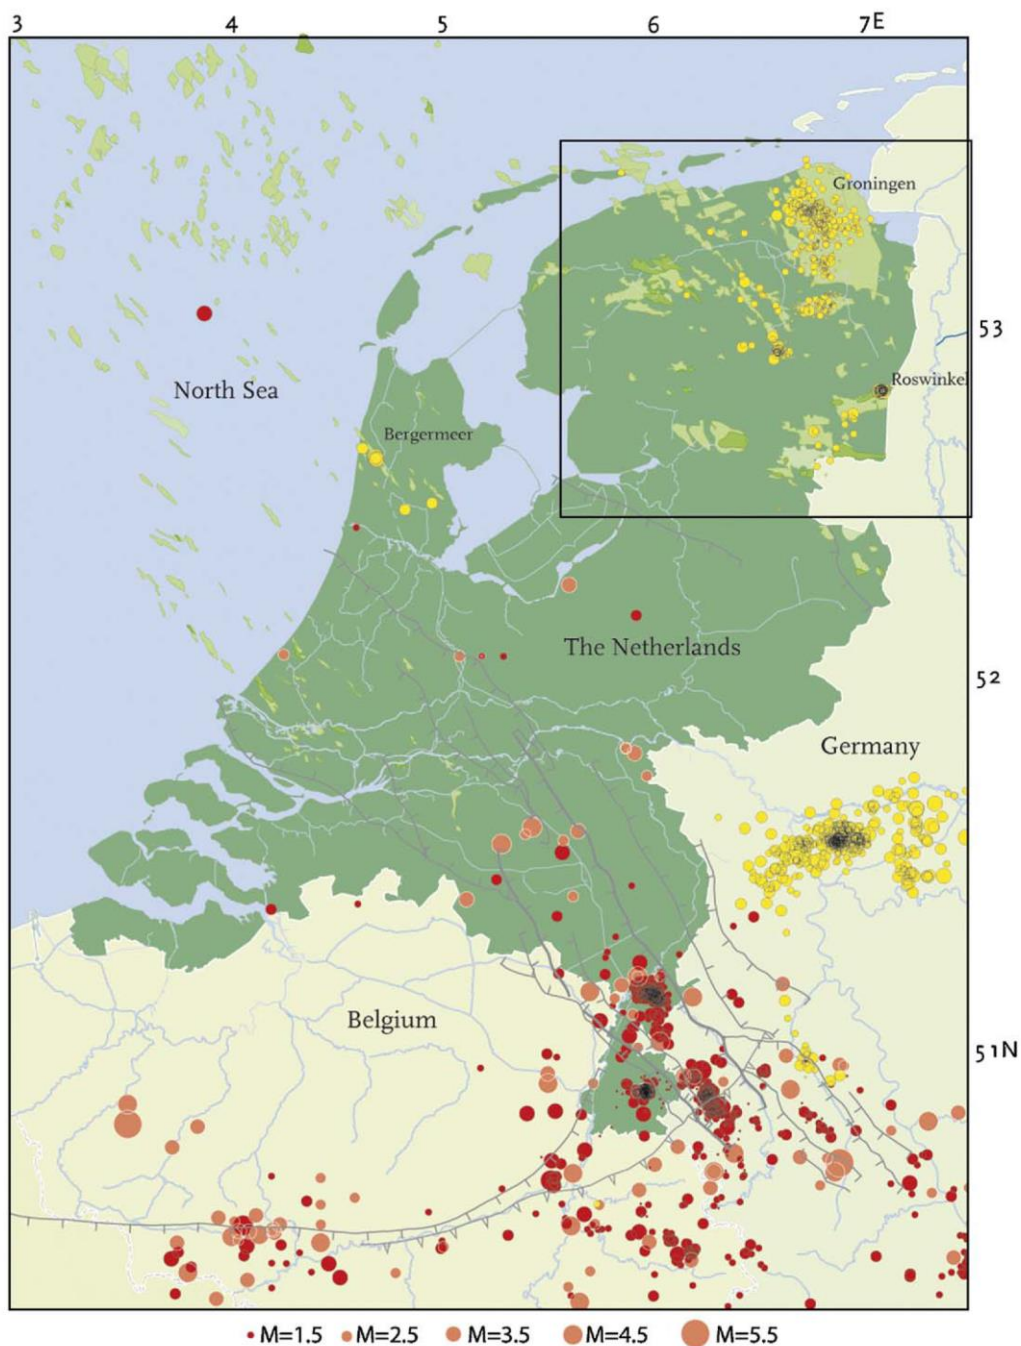 3 4 5 6 7E
Groningen
53
North Sea
Roswinkel
Bergermeer
The Netherlands
52
Germany
Belgium
51N
M=1.5 M=2.5 M=3.5 M=4.5 M=5.5